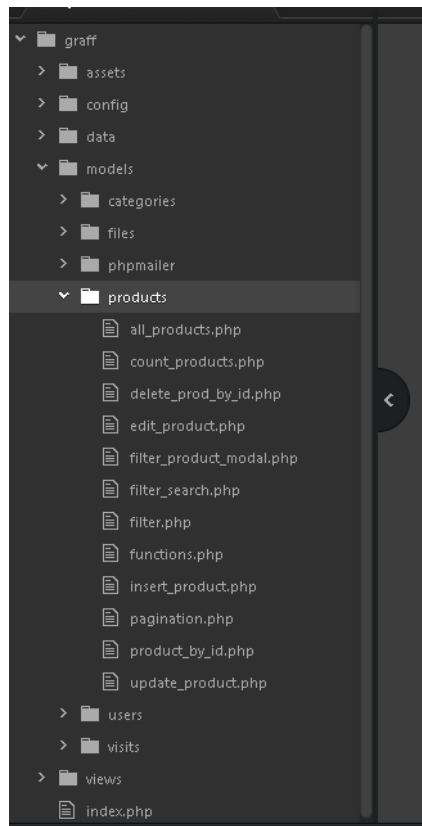 graff
assets
config
data
models
categories
files
phpmailer
products
all_products.php
count_products.php
delete_prod_by_id.php
edit_product.php
filter_product_modal.php
filter_search.php
filter.php
functions.php
insert_product.php
pagination.php
product_by_id.php
update_product.php
users
visits
views
index.php